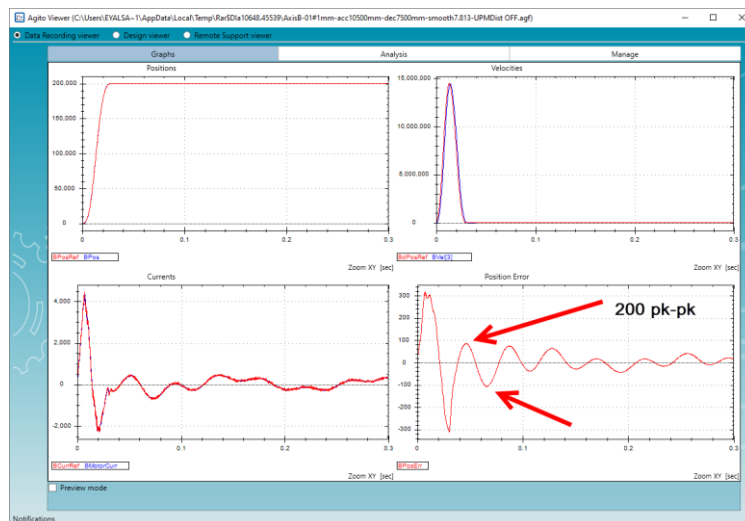 Agito Viewer (C:\Users\EYALSA~1\AppData\Local\Temp\Rar$DIa10648.45539\AxisB-01#1mm-acc10500mm-dec7500mm-smooth7.813-UPMDist OFF.agf)
Data Recording viewer Design viewer Remote Support viewer
Graphs Analysis Manage
Positions
200,000
150,000
100,000
50,000
0
0 0.1 0.2 0.3
BPosRef BPos
Zoom XY [sec]
Velocities
15,000,000
10,000,000
5,000,000
0
0 0.1 0.2 0.3
BdPosRef BVel[3]
Zoom XY [sec]
Currents
4,000
2,000
0
-2,000
0 0.1 0.2 0.3
BCurrRef BMotorCurr
Zoom XY [sec]
Position Error
300
200
100
0
-100
-200
-300
200 pk-pk
0 0.1 0.2 0.3
BPosErr
Zoom XY [sec]
Preview mode
Notifications